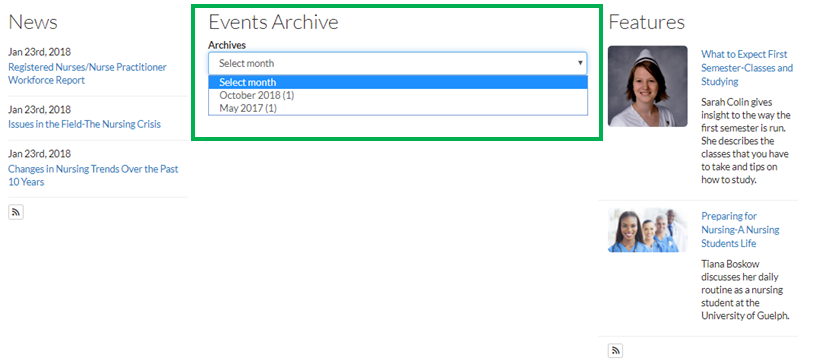 News
Jan 23rd, 2018
Registered Nurses/Nurse Practitioner
Workforce Report
Jan 23rd, 2018
Issues in the Field-The Nursing Crisis
Jan 23rd, 2018
Changes in Nursing Trends Over the Past
10 Years
Events Archive
Archives
Select month
Select month
October 2018 (1)
May 2017 (1)
Features
What to Expect First
Semester-Classes and
Studying
Sarah Colin gives
insight to the way the
first semester is run.
She describes the
classes that you have
to take and tips on
how to study.
Preparing for
Nursing-A Nursing
Students Life
Tiana Boskow
discusses her daily
routine as a nursing
student at the
University of Guelph.